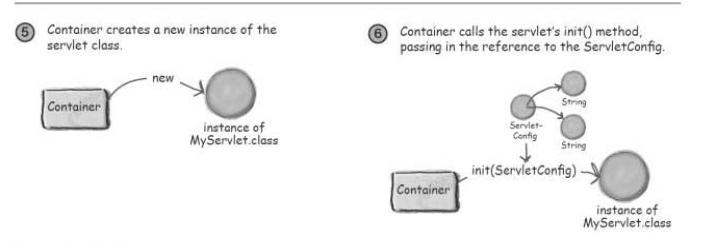 5 Container creates a new instance of the
servlet class.
new
Container
instance of
MyServlet.class
6 Container calls the servlet's init() method,
passing in the reference to the ServletConfig.
String
Servlet-
Config
String
init(ServletConfig)
Container
instance of
MyServlet.class